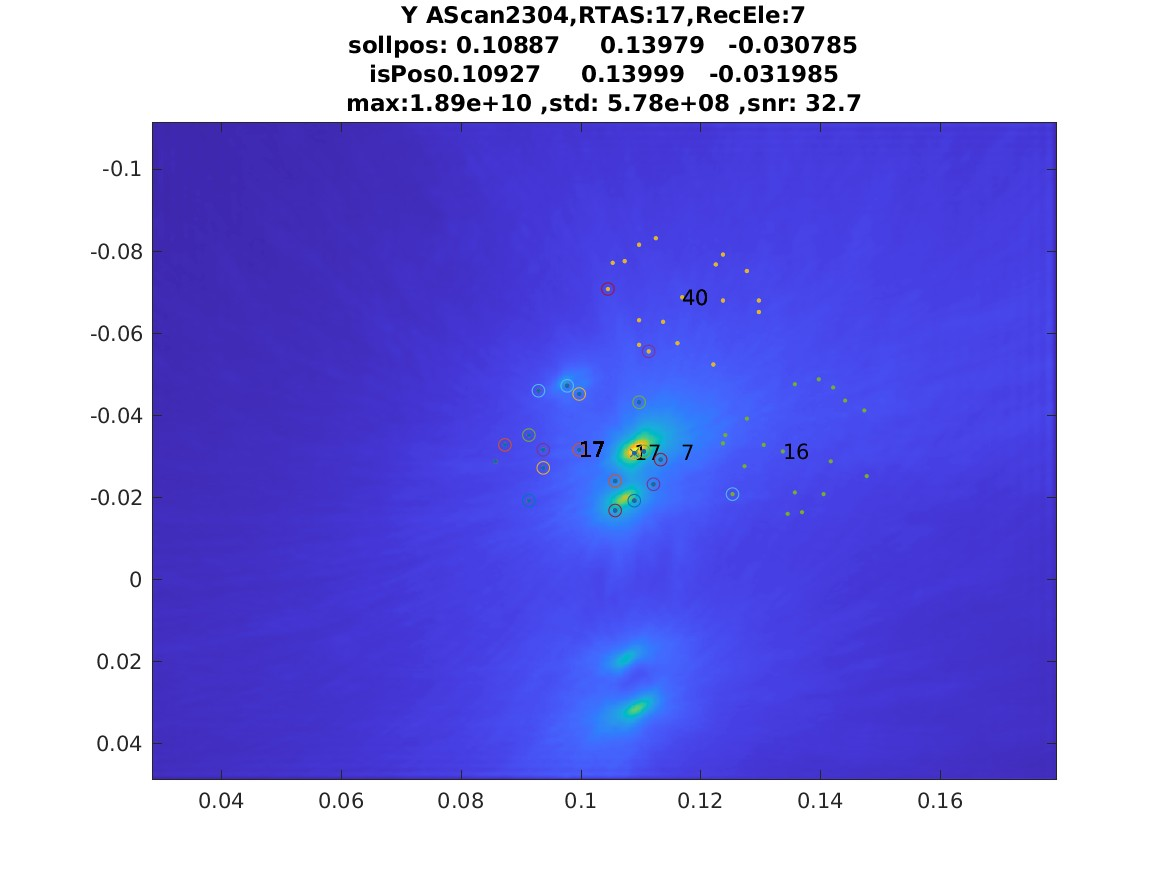 Y AScan2304,RTAS:17,RecEle:7
sollpos: 0.10887 0.13979 -0.030785
isPos0.10927 0.13999 -0.031985
max:1.89e+10 ,std: 5.78e+08 ,snr: 32.7
-0.1
-0.08
40
-0.06
-0.04
17 17 7 16
-0.02
0
0.02
0.04
0.04 0.06 0.08 0.1 0.12 0.14 0.16